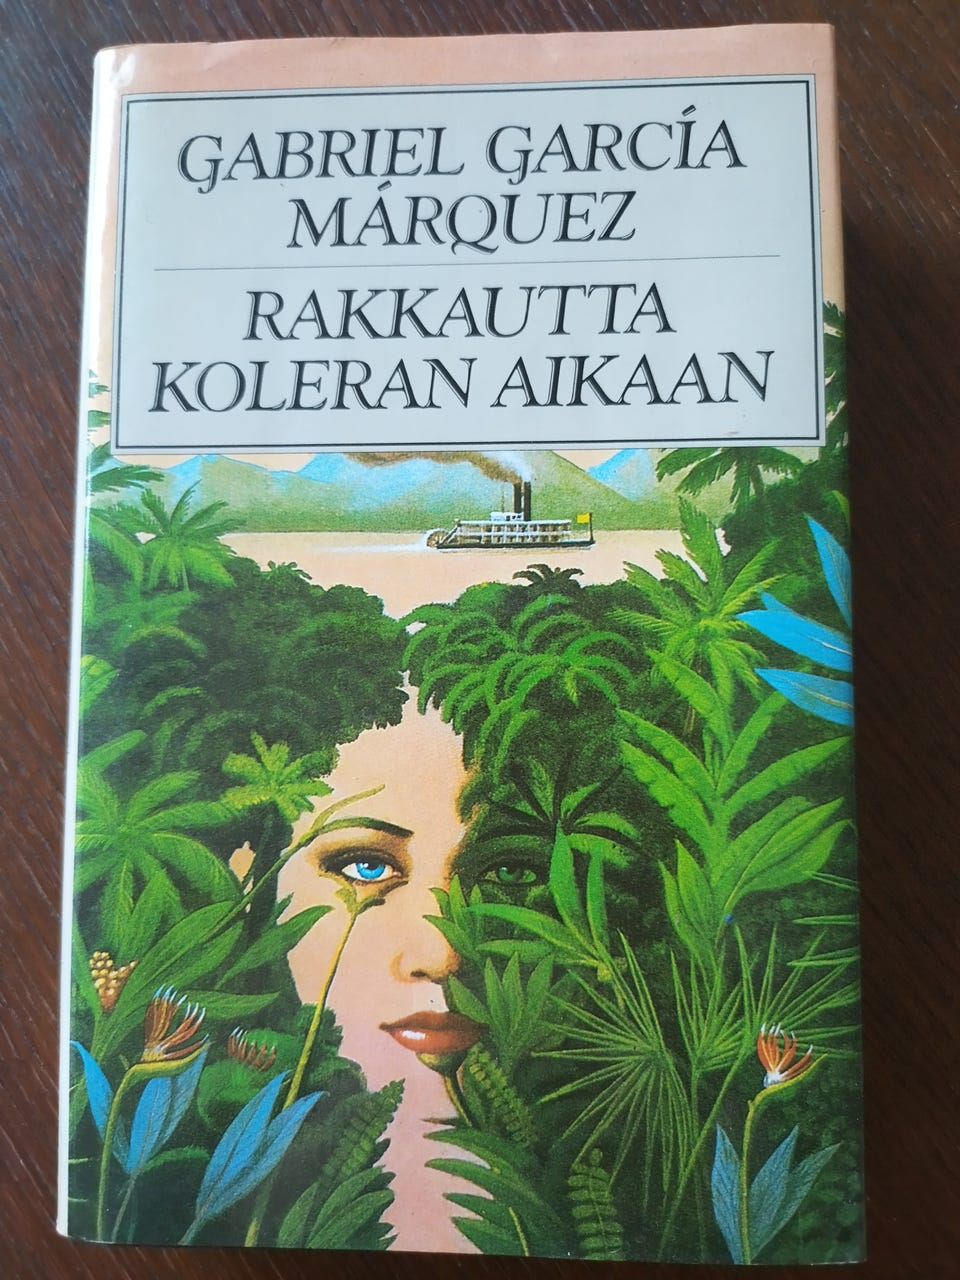 GABRIEL GARCÍA
MÁRQUEZ
RAKKAUTTA
KOLERAN AIKAAN